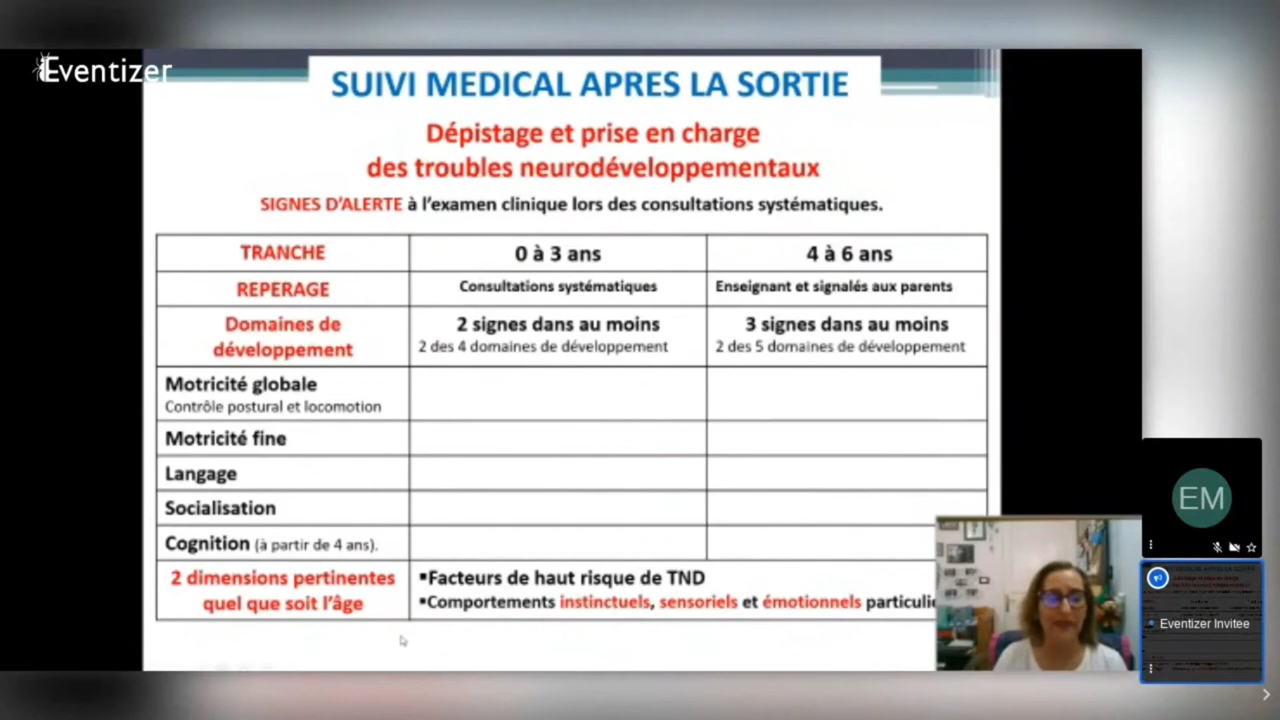 Eventizer
SUIVI MEDICAL APRES LA SORTIE
Dépistage et prise en charge
des troubles neurodéveloppementaux
SIGNES D'ALERTE à l'examen clinique lors des consultations systématiques.
TRANCHE
0 à 3 ans
4 à 6 ans
REPERAGE
Consultations systématiques
Enseignant et signalés aux parents
Domaines de
développement
2 signes dans au moins
2 des 4 domaines de développement
3 signes dans au moins
2 des 5 domaines de développement
Motricité globale
Contrôle postural et locomotion
Motricité fine
Langage
Socialisation
Cognition (à partir de 4 ans).
2 dimensions pertinentes
quel que soit l'âge
▪Facteurs de haut risque de TND
▪Comportements instinctuels, sensoriels et émotionnels particulie
EM
Eventizer Invitee